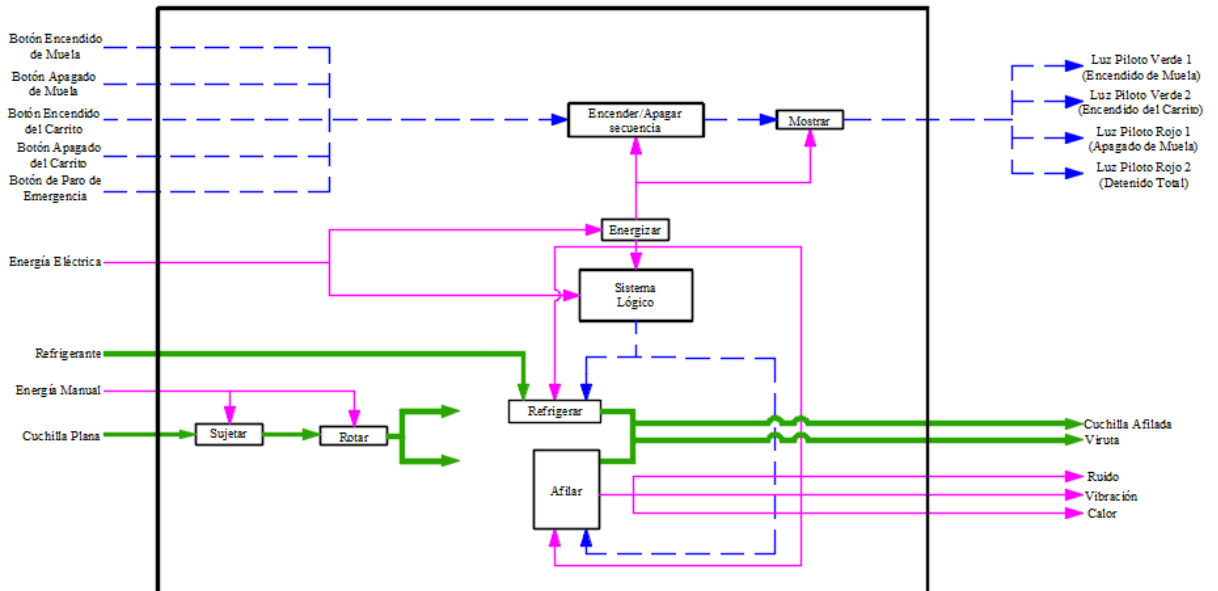 Botón Encendido
de Muela
Botón Apagado
de Muela
Botón Encendido
del Carrito
Botón Apagado
del Carrito
Botón de Paro de
Emergencia
Energía Eléctrica
Refrigerante
Energía Manual
Cuchilla Plana
Encender/Apagar
secuencia
Mostrar
Energizar
Sistema
Lógico
Refrigerar
Sujetar
Rotar
Afilar
Luz Piloto Verde 1
(Encendido de Muela)
Luz Piloto Verde 2
(Encendido del Carrito)
Luz Piloto Rojo 1
(Apagado de Muela)
Luz Piloto Rojo 2
(Detenido Total)
Cuchilla Afilada
Viruta
Ruido
Vibración
Calor